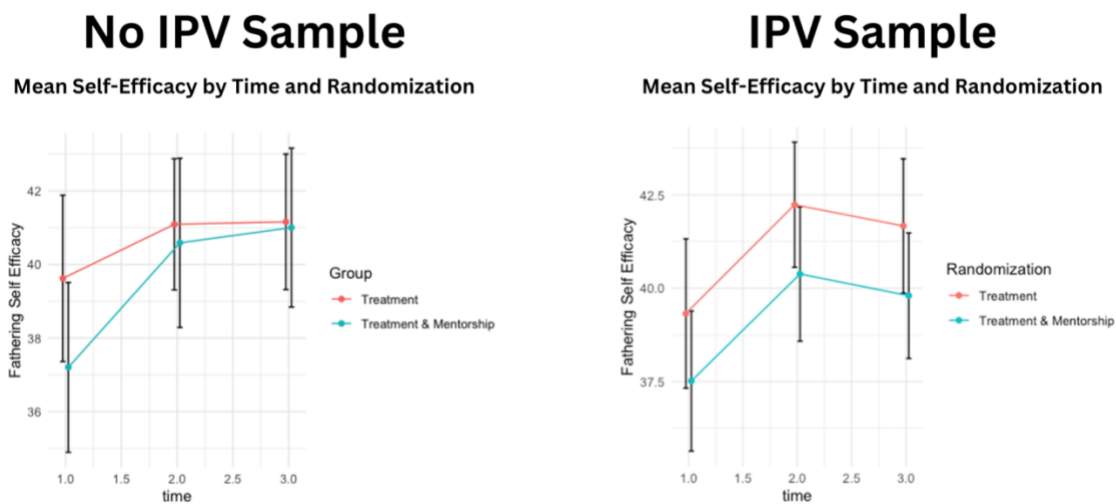 No IPV Sample
Mean Self-Efficacy by Time and Randomization
Fathering Self Efficacy
42
40
38
36
1.0 1.5 2.0 2.5 3.0
time
Group
Treatment
Treatment & Mentorship
IPV Sample
Mean Self-Efficacy by Time and Randomization
Fathering Self Efficacy
42.5
40.0
37.5
1.0 1.5 2.0 2.5 3.0
time
Randomization
Treatment
Treatment & Mentorship